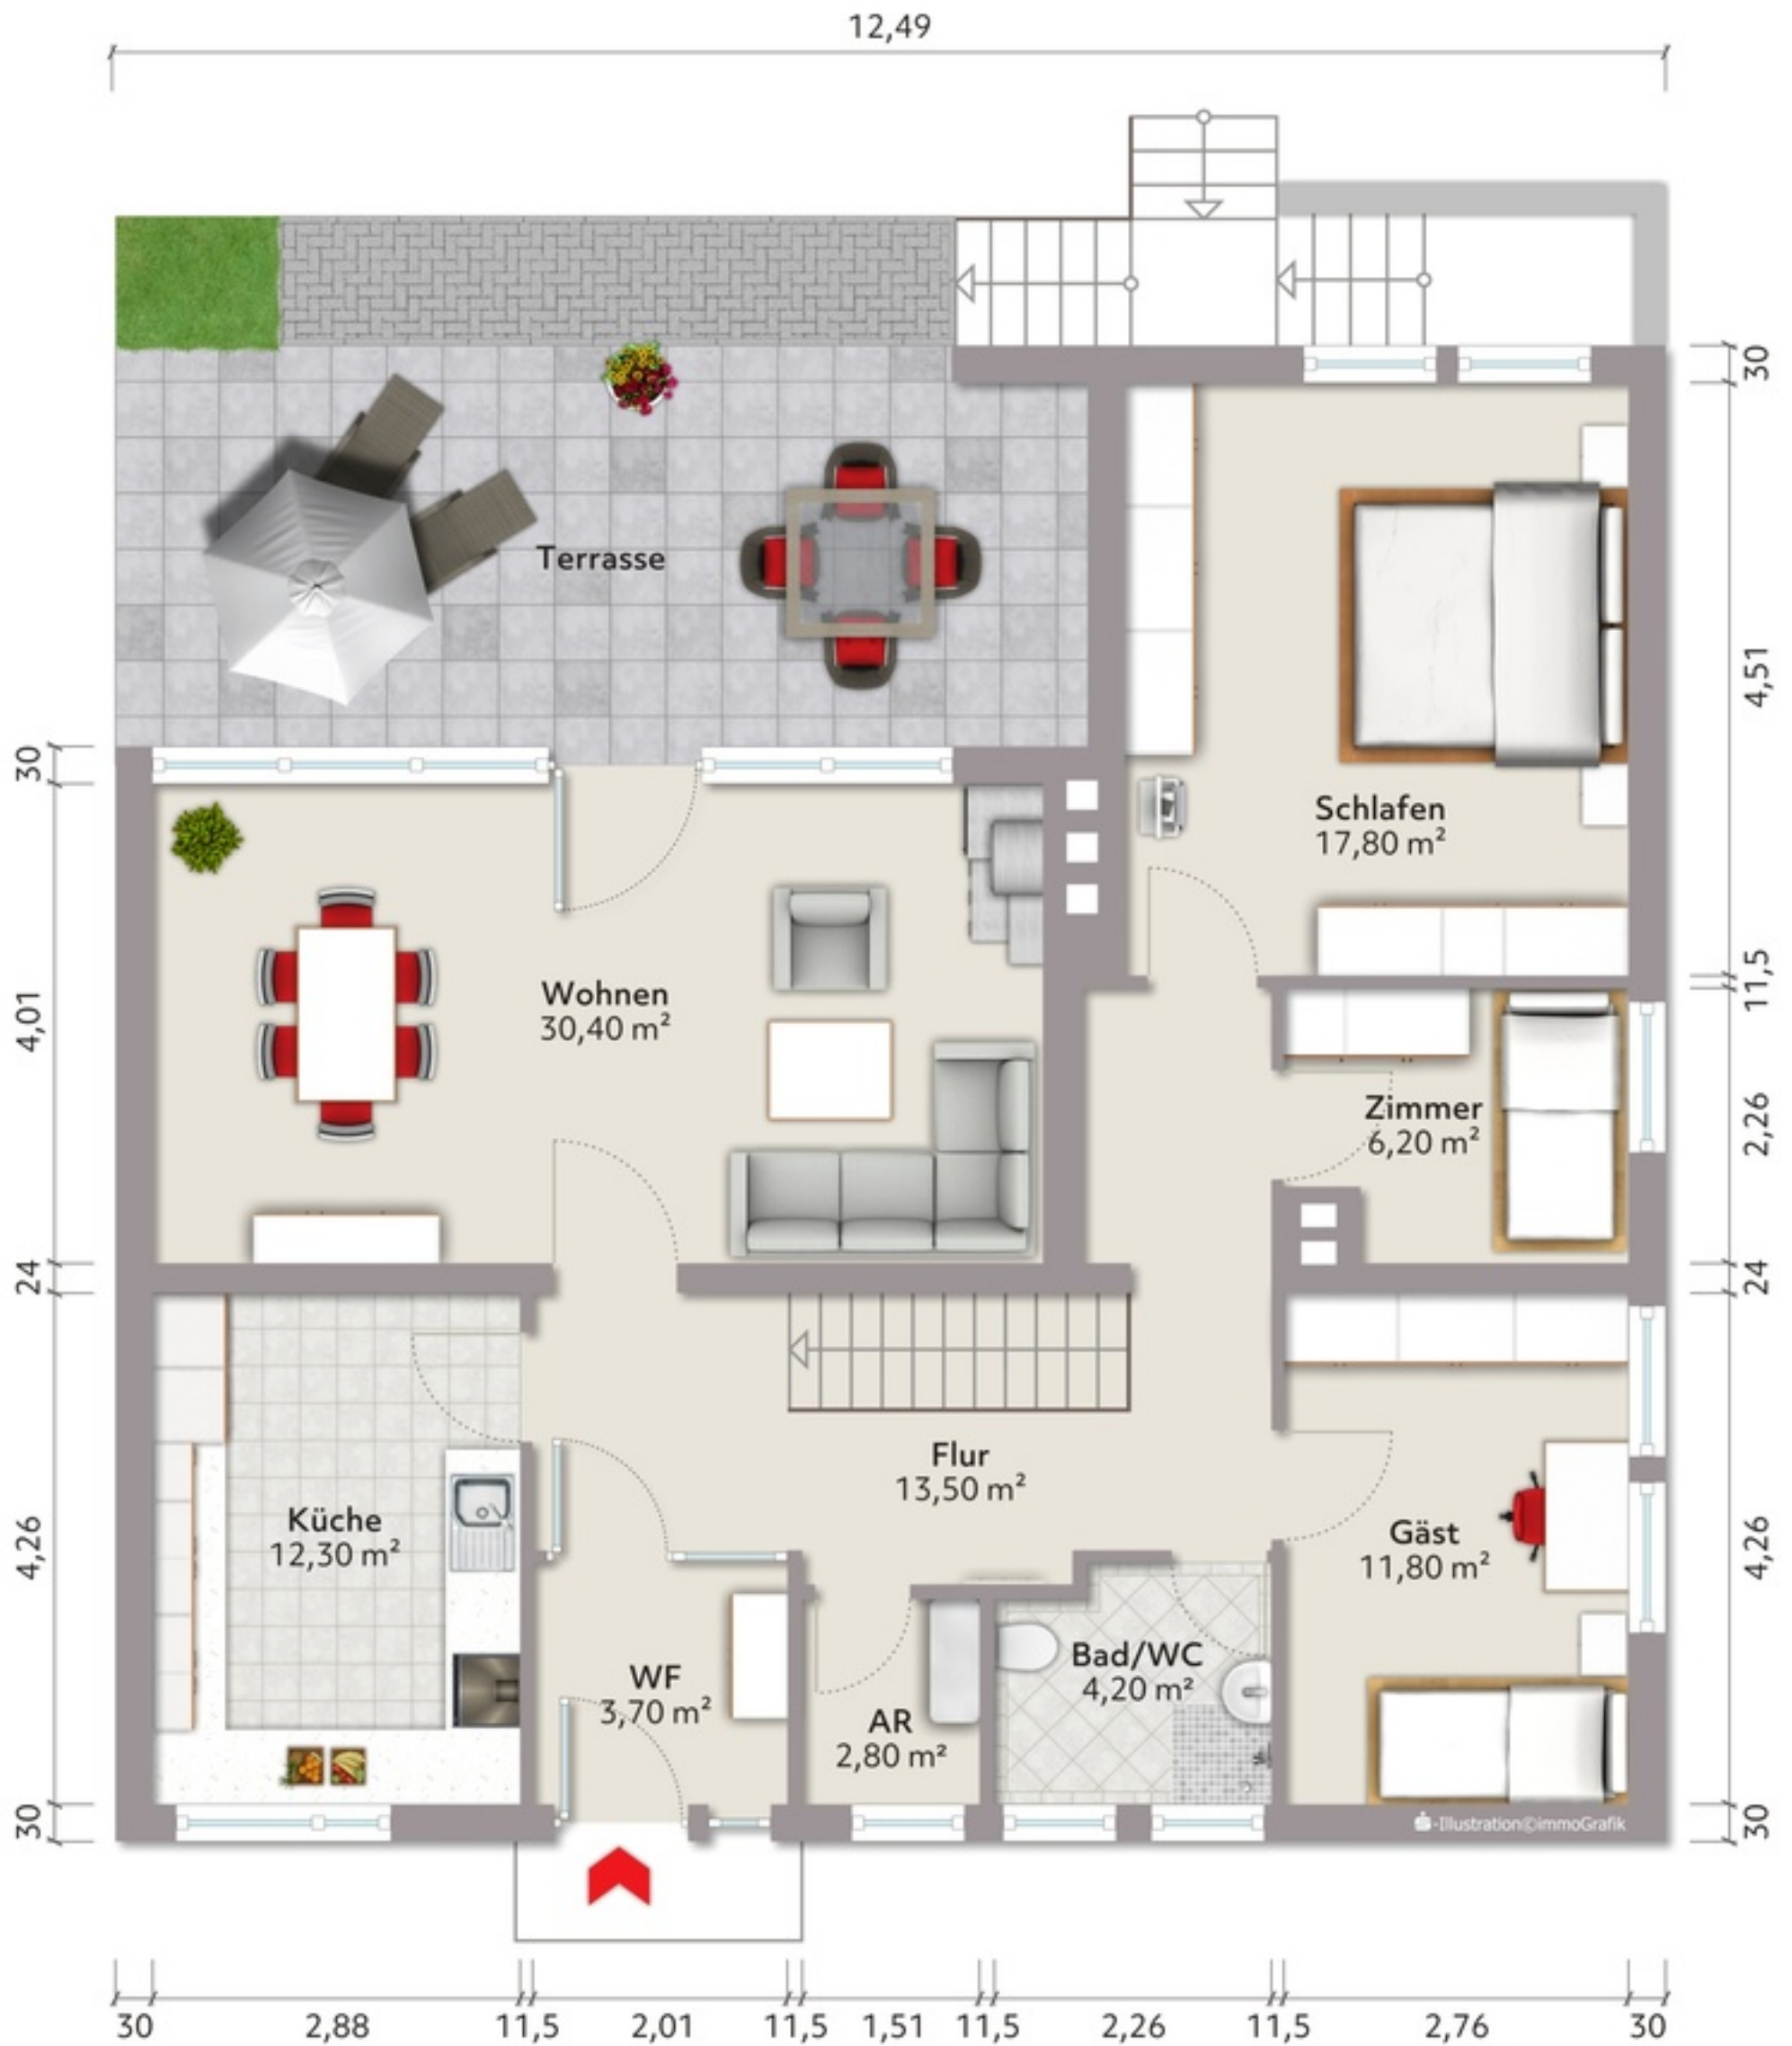 12,49
Terrasse
30
30
4,51
Schlafen
17,80 m²
11,5
Wohnen
30,40 m²
4,01
Zimmer
6,20 m²
2,26
24
24
Flur
13,50 m²
Küche
12,30 m²
Gäst
11,80 m²
4,26
4,26
WF
3,70 m²
Bad/WC
4,20 m²
AR
2,80 m²
30
-Illustration©immoGrafik
30
30 2,88 11,5 2,01 11,5 1,51 11,5 2,26 11,5 2,76 30